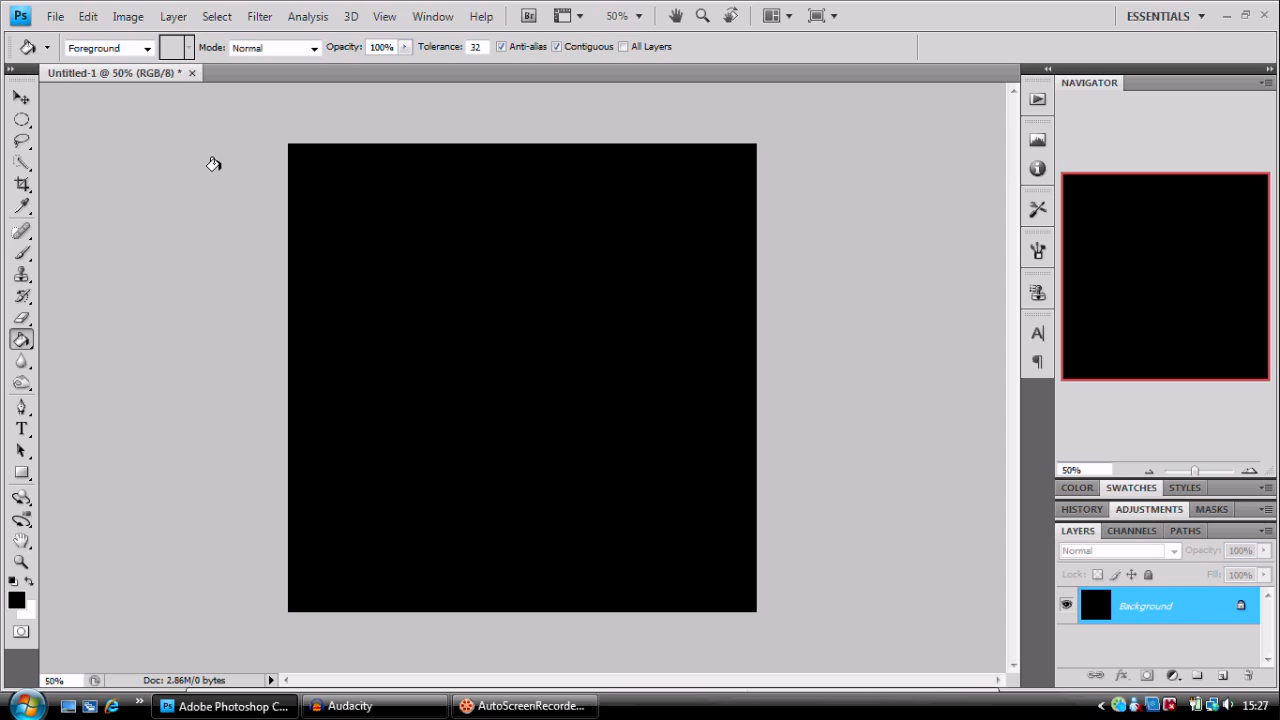 Ps File Edit Image Layer Select Filter Analysis 3D View Window Help Br 50% ESSENTIALS
Foreground Mode: Normal Opacity: 100% Tolerance: 32 Anti-alias Contiguous All Layers
Untitled-1 @ 50% (RGB/8) *
NAVIGATOR
A
T
50%
COLOR SWATCHES STYLES
HISTORY ADJUSTMENTS MASKS
LAYERS CHANNELS PATHS
Normal Opacity: 100%
Lock: Fill: 100%
Background
50% Doc: 2.86M/0 bytes
Ps Adobe Photoshop C... Audacity AutoScreenRecorde... 15:27